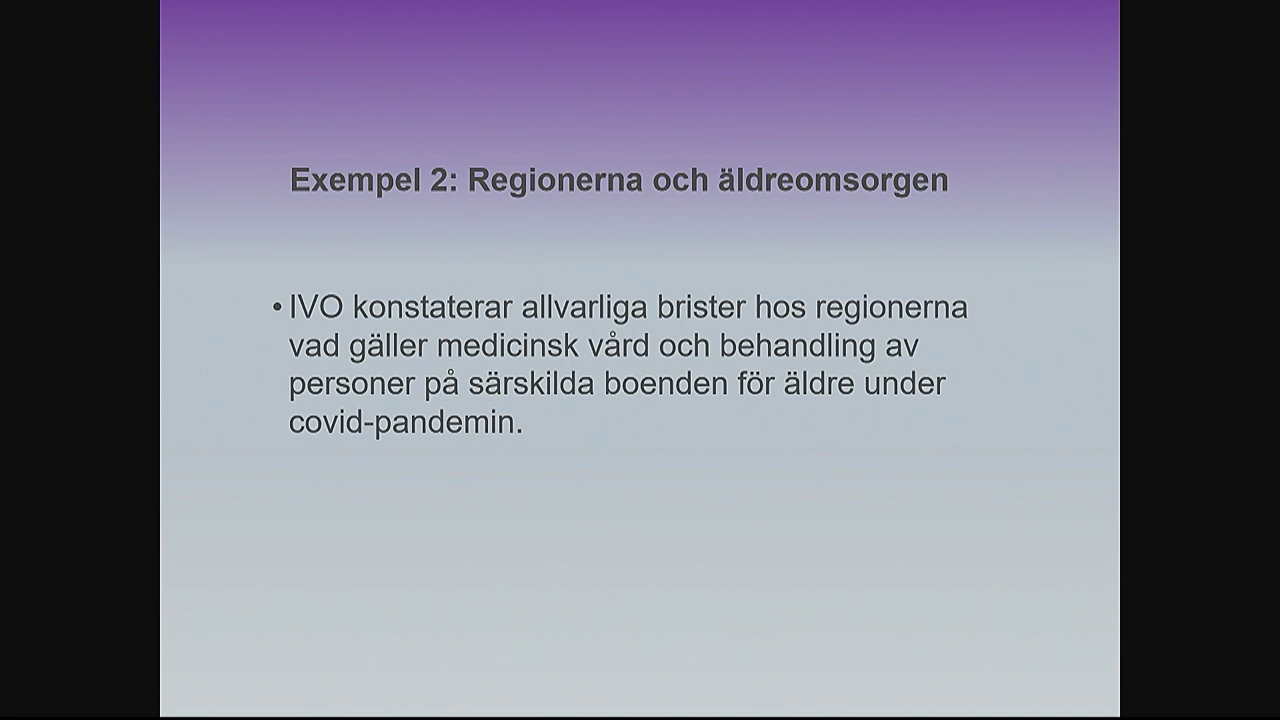 Exempel 2: Regionerna och äldreomsorgen
• IVO konstaterar allvarliga brister hos regionerna
vad gäller medicinsk vård och behandling av
personer på särskilda boenden för äldre under
covid-pandemin.